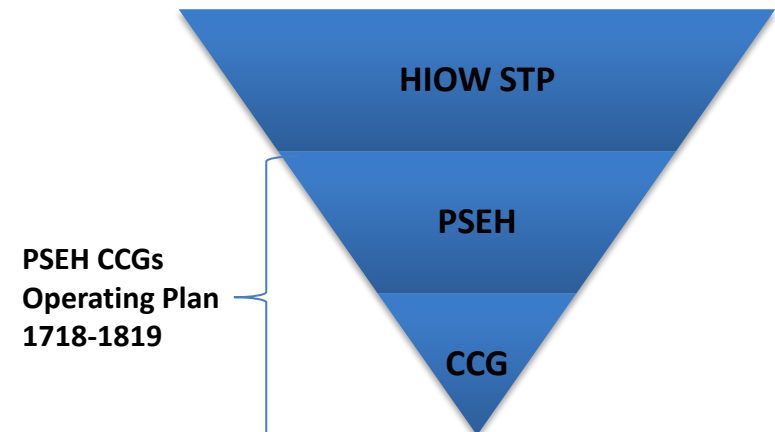 HIOW STP
PSEH
PSEH CCGs
Operating Plan
1718-1819
CCG